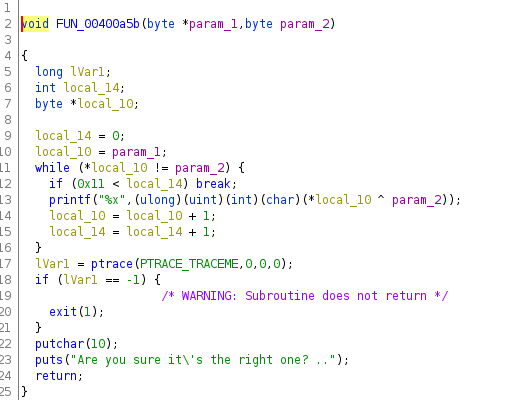 1
2 void FUN_00400a5b(byte *param_1,byte param_2)
3
4 {
5 long lVar1;
6 int local_14;
7 byte *local_10;
8
9 local_14 = 0;
10 local_10 = param_1;
11 while (*local_10 != param_2) {
12 if (0x11 < local_14) break;
13 printf("%x",(ulong)(uint)(int)(char)(*local_10 ^ param_2));
14 local_10 = local_10 + 1;
15 local_14 = local_14 + 1;
16 }
17 lVar1 = ptrace(PTRACE_TRACEME,0,0,0);
18 if (lVar1 == -1) {
19 /* WARNING: Subroutine does not return */
20 exit(1);
21 }
22 putchar(10);
23 puts("Are you sure it\'s the right one? ..");
24 return;
25 }